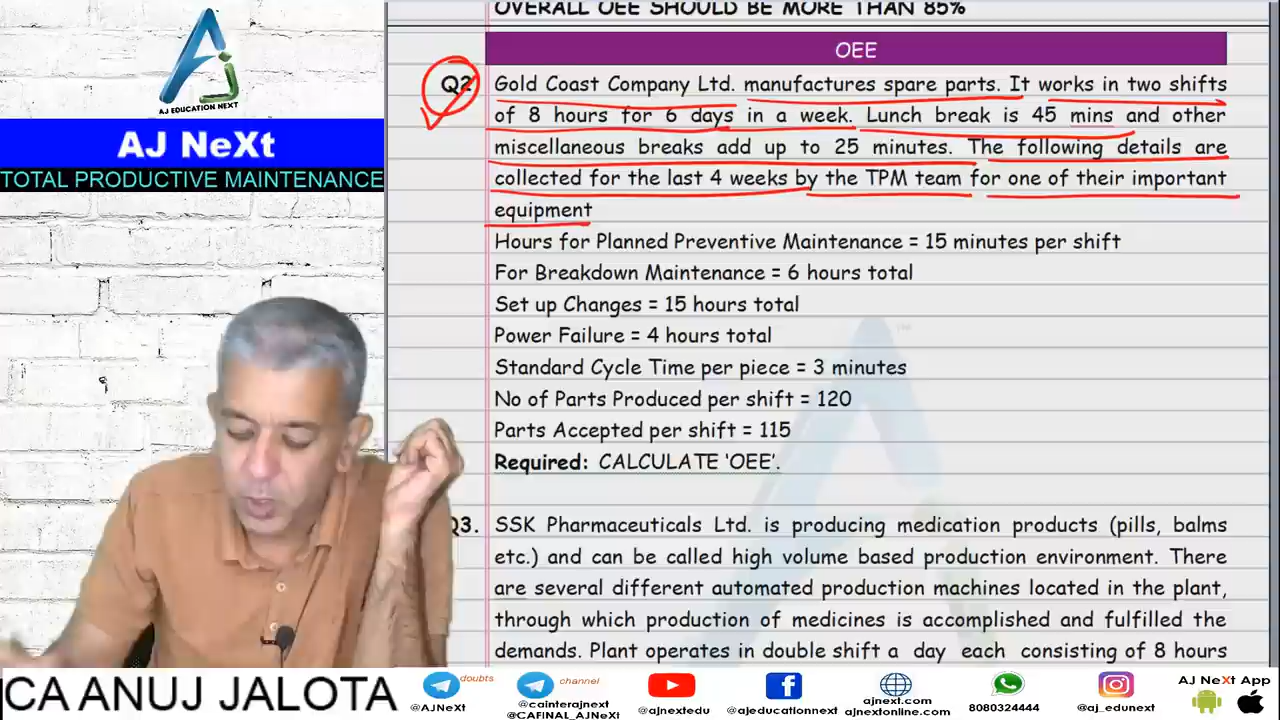 OVERALL OEE SHOULD BE MORE THAN 85%
OEE
Q2
Gold Coast Company Ltd. manufactures spare parts. It works in two shifts
of 8 hours for 6 days in a week. Lunch break is 45 mins and other
miscellaneous breaks add up to 25 minutes. The following details are
collected for the last 4 weeks by the TPM team for one of their important
equipment
Hours for Planned Preventive Maintenance = 15 minutes per shift
For Breakdown Maintenance = 6 hours total
Set up Changes = 15 hours total
Power Failure = 4 hours total
Standard Cycle Time per piece = 3 minutes
No of Parts Produced per shift = 120
Parts Accepted per shift = 115
Required: CALCULATE 'OEE'.
Q3. SSK Pharmaceuticals Ltd. is producing medication products (pills, balms
etc.) and can be called high volume based production environment. There
are several different automated production machines located in the plant,
through which production of medicines is accomplished and fulfilled the
demands. Plant operates in double shift a day each consisting of 8 hours
AJ EDUCATION NEXT
AJ NeXt
TOTAL PRODUCTIVE MAINTENANCE
CA ANUJ JALOTA
doubts
@AJNeXt
channel
@cainterajnext
@CAFINAL_AJNeXt
@ajnextedu
@ajeducationnext
ajnext.com
ajnextonline.com
8080324444
@aj_edunext
AJ NeXt App